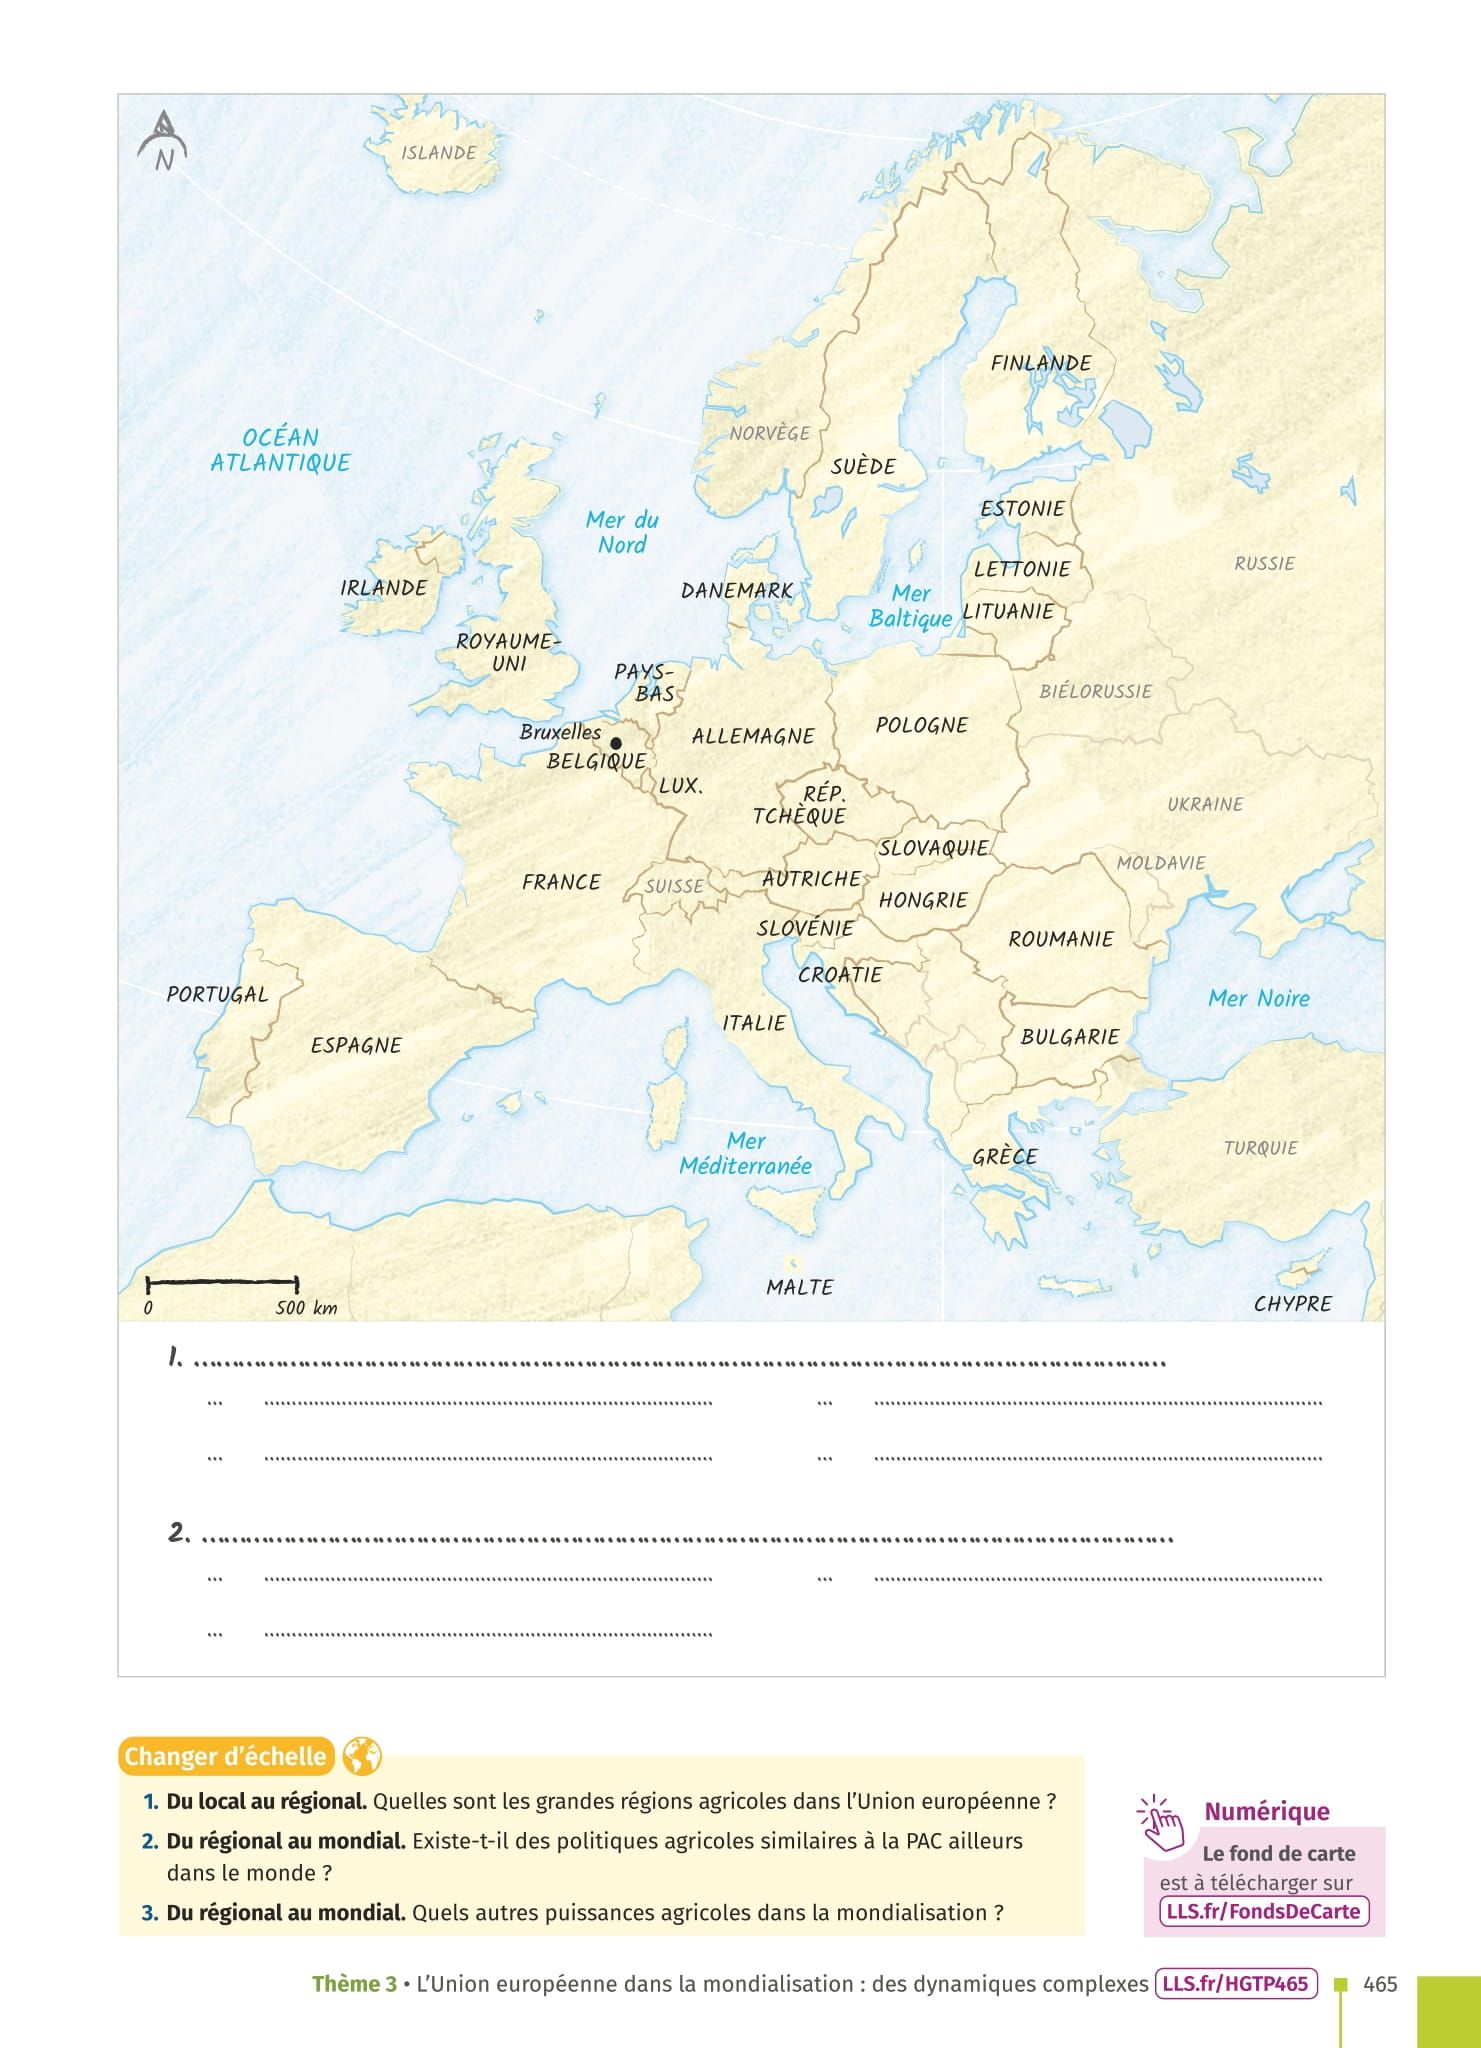 N
ISLANDE
FINLANDE
NORVÈGE
OCÉAN
ATLANTIQUE
SUÈDE
ESTONIE
Mer du
Nord
RUSSIE
LETTONIE
IRLANDE
DANEMARK
Mer
Baltique
LITUANIE
ROYAUME-
UNI
PAYS-
BAS
BIÉLORUSSIE
Bruxelles
BELGIQUE
ALLEMAGNE
POLOGNE
LUX.
RÉP.
TCHÈQUE
UKRAINE
SLOVAQUIE
MOLDAVIE
FRANCE
SUISSE
AUTRICHE
HONGRIE
SLOVÉNIE
ROUMANIE
CROATIE
PORTUGAL
Mer Noire
ITALIE
ESPAGNE
BULGARIE
Mer
Méditerranée
GRÈCE
TURQUIE
MALTE
CHYPRE
0 500 km
1.
2.
Changer d'échelle
1. Du local au régional. Quelles sont les grandes régions agricoles dans l'Union européenne ?
2. Du régional au mondial. Existe-t-il des politiques agricoles similaires à la PAC ailleurs
dans le monde ?
3. Du régional au mondial. Quels autres puissances agricoles dans la mondialisation ?
Numérique
Le fond de carte
est à télécharger sur
LLS.fr/FondsDeCarte
Thème 3 • L'Union européenne dans la mondialisation : des dynamiques complexes LLS.fr/HGTP465 465